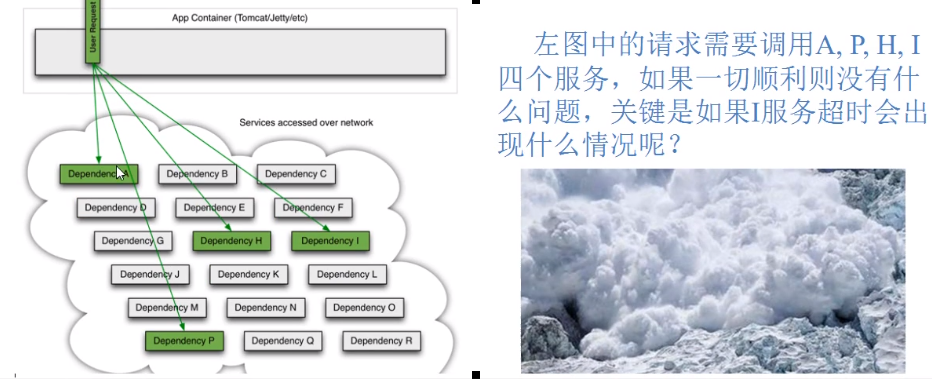 User Request
App Container (Tomcat/Jetty/etc)
Services accessed over network
Dependency A
Dependency B
Dependency C
Dependency D
Dependency E
Dependency F
Dependency G
Dependency H
Dependency I
Dependency J
Dependency K
Dependency L
Dependency M
Dependency N
Dependency O
Dependency P
Dependency Q
Dependency R
左图中的请求需要调用A, P, H, I
四个服务，如果一切顺利则没有什
么问题，关键是如果I服务超时会出
现什么情况呢？